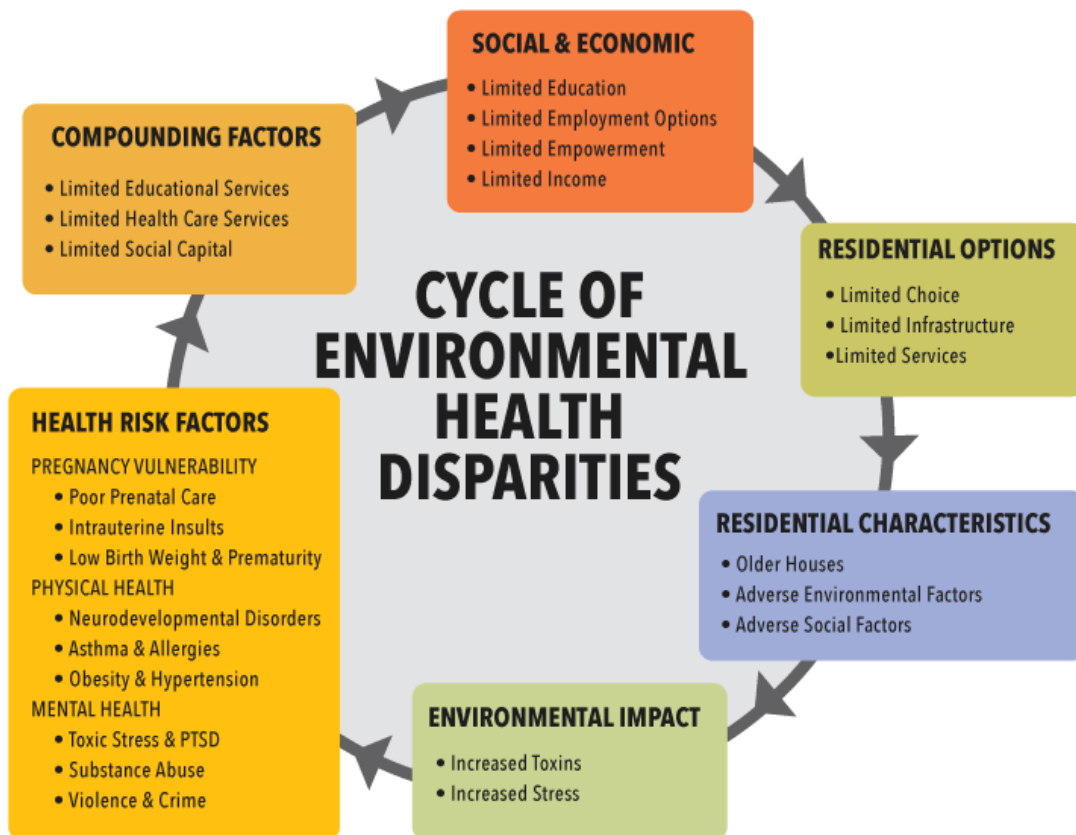 CYCLE OF
ENVIRONMENTAL
HEALTH
DISPARITIES
SOCIAL & ECONOMIC
• Limited Education
• Limited Employment Options
• Limited Empowerment
• Limited Income
RESIDENTIAL OPTIONS
• Limited Choice
• Limited Infrastructure
•Limited Services
RESIDENTIAL CHARACTERISTICS
• Older Houses
• Adverse Environmental Factors
• Adverse Social Factors
ENVIRONMENTAL IMPACT
• Increased Toxins
• Increased Stress
HEALTH RISK FACTORS
PREGNANCY VULNERABILITY
• Poor Prenatal Care
• Intrauterine Insults
• Low Birth Weight & Prematurity
PHYSICAL HEALTH
• Neurodevelopmental Disorders
• Asthma & Allergies
• Obesity & Hypertension
MENTAL HEALTH
• Toxic Stress & PTSD
• Substance Abuse
• Violence & Crime
COMPOUNDING FACTORS
• Limited Educational Services
• Limited Health Care Services
• Limited Social Capital